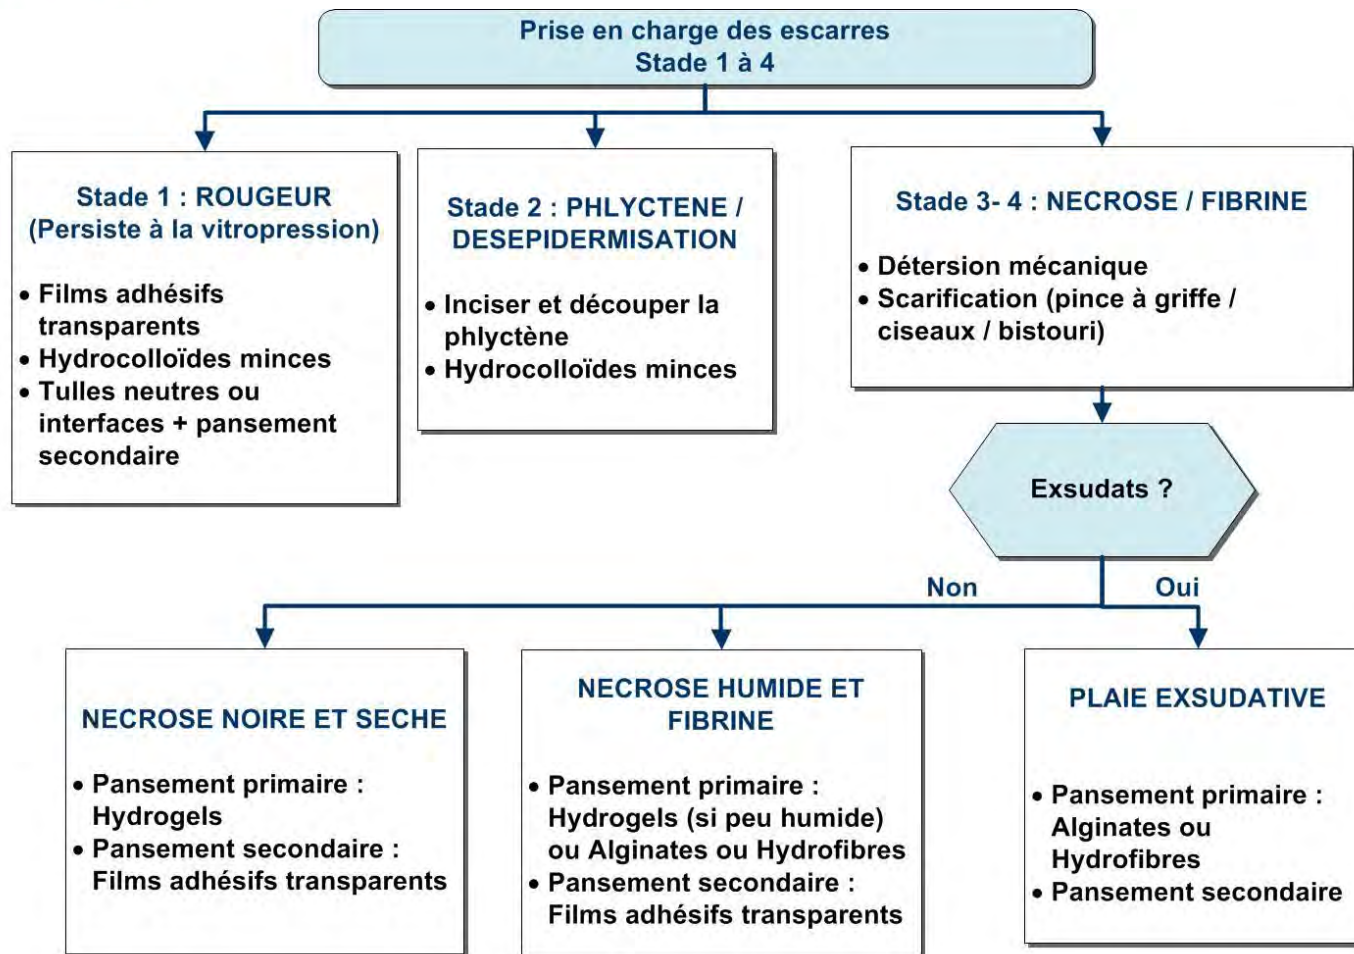 Prise en charge des escarres
Stade 1 à 4
Stade 1 : ROUGEUR
(Persiste à la vitropression)
• Films adhésifs
transparents
• Hydrocolloïdes minces
• Tulles neutres ou
interfaces + pansement
secondaire
Stade 2 : PHLYCTENE /
DESEPIDERMISATION
• Inciser et découper la
phlyctène
• Hydrocolloïdes minces
Stade 3- 4 : NECROSE / FIBRINE
• Détersion mécanique
• Scarification (pince à griffe /
ciseaux / bistouri)
Exsudats ?
Non
Oui
NECROSE NOIRE ET SECHE
• Pansement primaire :
Hydrogels
• Pansement secondaire :
Films adhésifs transparents
NECROSE HUMIDE ET
FIBRINE
• Pansement primaire :
Hydrogels (si peu humide)
ou Alginates ou Hydrofibres
• Pansement secondaire :
Films adhésifs transparents
PLAIE EXSUDATIVE
• Pansement primaire :
Alginates ou
Hydrofibres
• Pansement secondaire